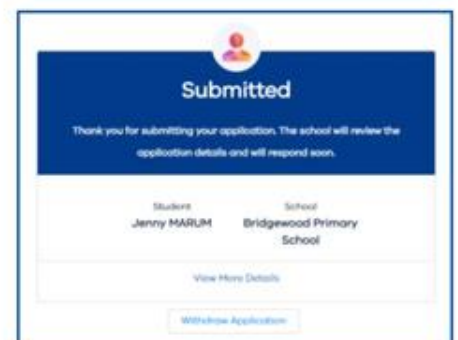 Submitted
Thank you for submitting your application. The school will review the
application details and will respond soon.
Student School
Jenny MARUM Bridgewood Primary
School
View More Details
Withdraw Application